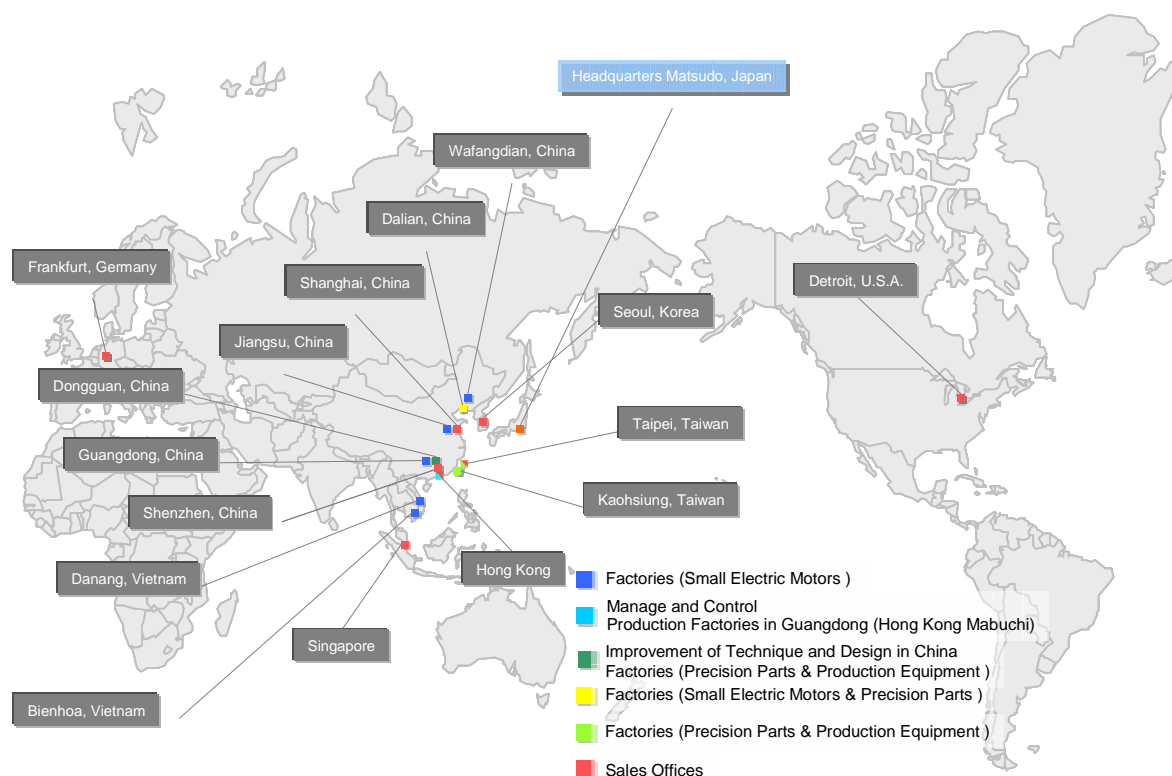 Headquarters Matsudo, Japan
Wafangdian, China
Dalian, China
Frankfurt, Germany
Shanghai, China
Detroit, U.S.A.
Seoul, Korea
Jiangsu, China
Dongguan, China
Taipei, Taiwan
Guangdong, China
Kaohsiung, Taiwan
Shenzhen, China
Hong Kong
Danang, Vietnam
Singapore
Bienhoa, Vietnam
Factories (Small Electric Motors )
Manage and Control
Production Factories in Guangdong (Hong Kong Mabuchi)
Improvement of Technique and Design in China
Factories (Precision Parts & Production Equipment )
Factories (Small Electric Motors & Precision Parts )
Factories (Precision Parts & Production Equipment )
Sales Offices